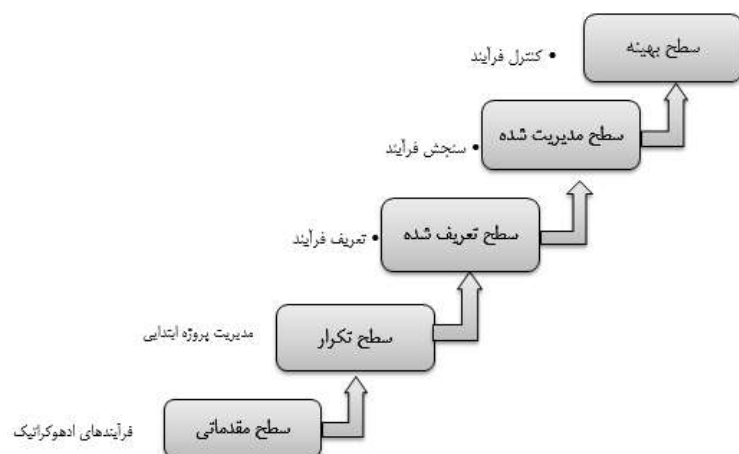 سطح بهینه
• کنترل فرآیند
سطح مدیریت شده
• سنجش فرآیند
سطح تعریف شده
• تعریف فرآیند
سطح تکرار
مدیریت پروژه ابتدایی
سطح مقدماتی
فرآیندهای ادهوکراتیک